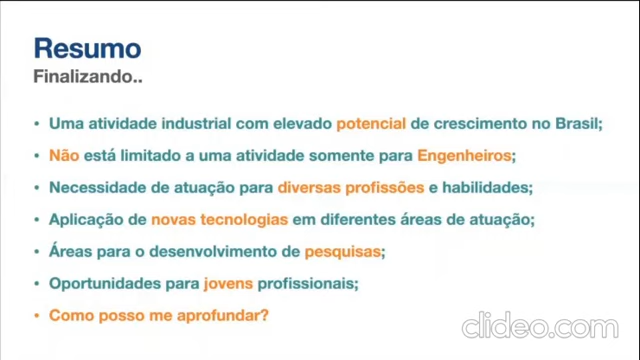 Resumo
Finalizando..
• Uma atividade industrial com elevado potencial de crescimento no Brasil;
• Não está limitado a uma atividade somente para Engenheiros;
• Necessidade de atuação para diversas profissões e habilidades;
• Aplicação de novas tecnologias em diferentes áreas de atuação;
• Áreas para o desenvolvimento de pesquisas;
• Oportunidades para jovens profissionais;
• Como posso me aprofundar?
clideo.com